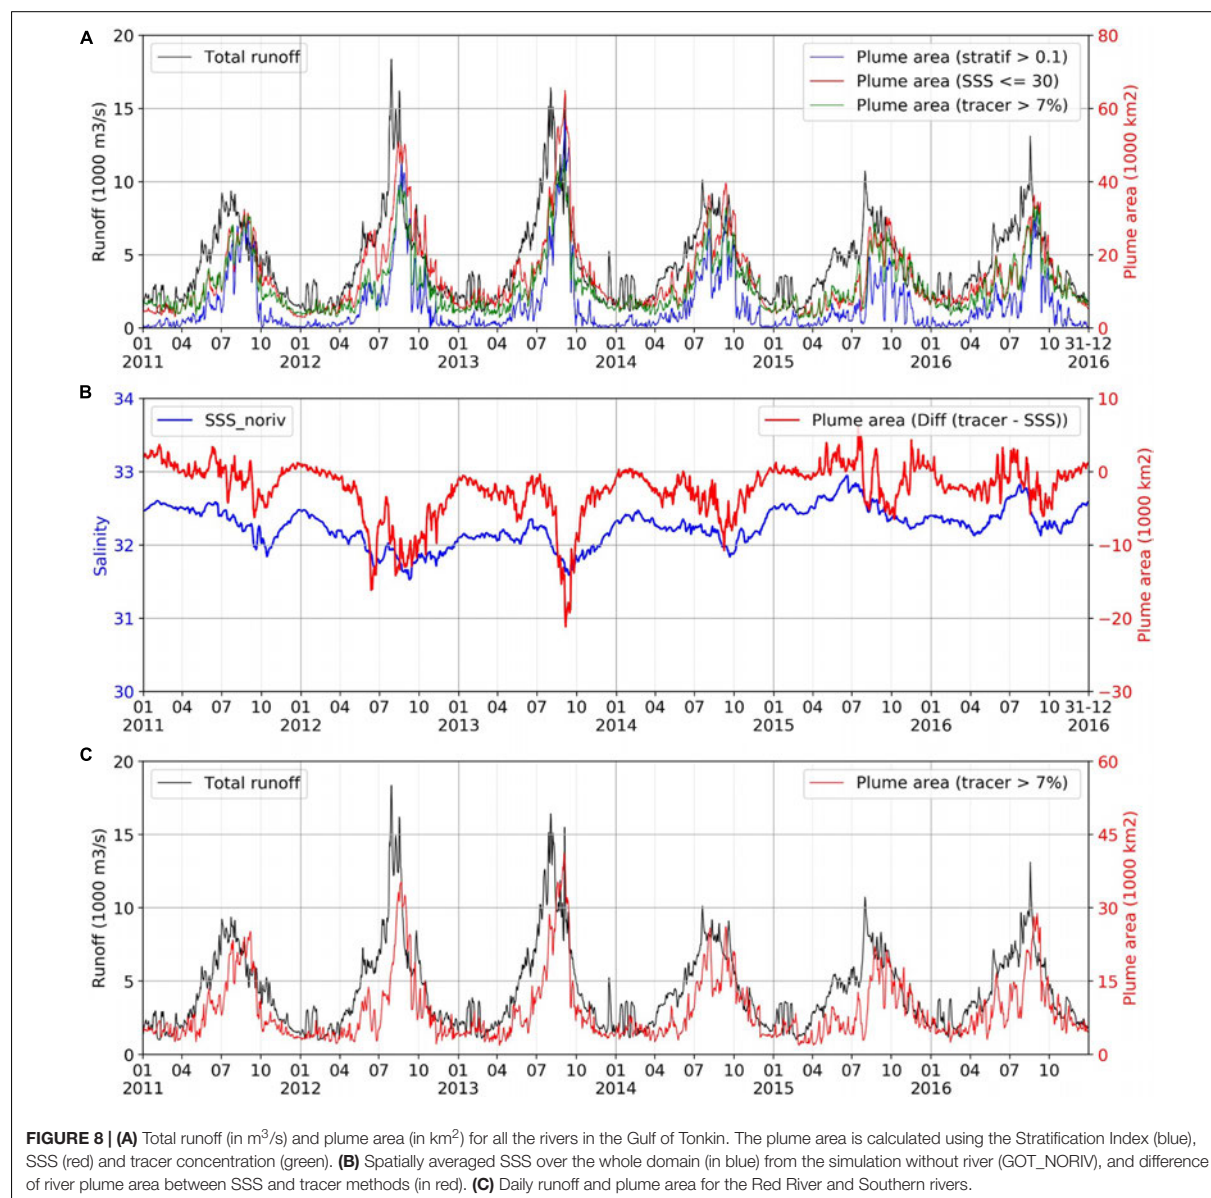 A
20
15
10
5
0
Runoff (1000 m3/s)
Total runoff
Plume area (stratif > 0.1)
Plume area (SSS <= 30)
Plume area (tracer > 7%)
80
60
40
20
0
Plume area (1000 km2)
01 04 07 10 01 04 07 10 01 04 07 10 01 04 07 10 01 04 07 10 01 04 07 10 31-12
2011 2012 2013 2014 2015 2016 2016
B
34
33
32
31
30
Salinity
SSS_noriv
Plume area (Diff (tracer - SSS))
10
0
−10
−20
−30
Plume area (1000 km2)
01 04 07 10 01 04 07 10 01 04 07 10 01 04 07 10 01 04 07 10 01 04 07 10 31-12
2011 2012 2013 2014 2015 2016 2016
C
20
15
10
5
0
Runoff (1000 m3/s)
Total runoff
Plume area (tracer > 7%)
60
45
30
15
0
Plume area (1000 km2)
01 04 07 10 01 04 07 10 01 04 07 10 01 04 07 10 01 04 07 10 01 04 07 10
2011 2012 2013 2014 2015 2016
FIGURE 8 | (A) Total runoff (in m³/s) and plume area (in km²) for all the rivers in the Gulf of Tonkin. The plume area is calculated using the Stratification Index (blue),
SSS (red) and tracer concentration (green). (B) Spatially averaged SSS over the whole domain (in blue) from the simulation without river (GOT_NORIV), and difference
of river plume area between SSS and tracer methods (in red). (C) Daily runoff and plume area for the Red River and Southern rivers.